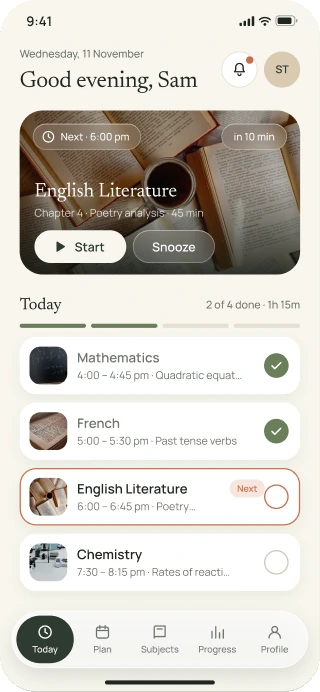 9:41
Wednesday, 11 November
Good evening, Sam
ST
Next · 6:00 pm
in 10 min
English Literature
Chapter 4 · Poetry analysis · 45 min
Start
Snooze
Today
2 of 4 done · 1h 15m
Mathematics
4:00 – 4:45 pm · Quadratic equat...
French
5:00 – 5:30 pm · Past tense verbs
English Literature
Next
6:00 – 6:45 pm · Poetry...
Chemistry
7:30 – 8:15 pm · Rates of reacti...
Today
Plan
Subjects
Progress
Profile